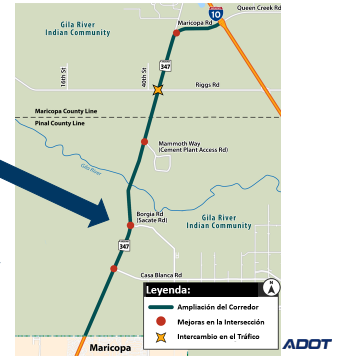 Queen Creek Rd
10
Maricopa Rd
Gila River
Indian Community
347
16th St
40th St
Riggs Rd
Maricopa County Line
Pinal County Line
Mammoth Way
(Cement Plant Access Rd)
Gila River
Borgia Rd
(Sacate Rd)
Gila River
Indian Community
347
Casa Blanca Rd
Leyenda:
N
Ampliación del Corredor
Mejoras en la Intersección
Intercambio en el Tráfico
Maricopa
ADOT